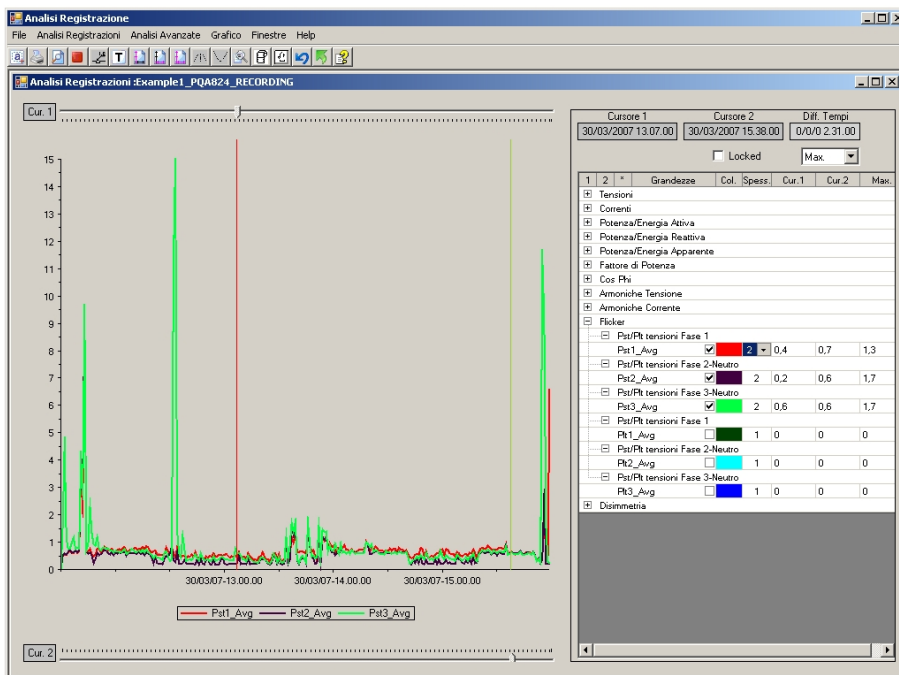 Analisi Registrazione
File Analisi Registrazioni Analisi Avanzate Grafico Finestre Help
Analisi Registrazioni :Example1_PQA824_RECORDING
Cur. 1
15
14
13
12
11
10
9
8
7
6
5
4
3
2
1
0
30/03/07-13.00.00 30/03/07-14.00.00 30/03/07-15.00.00
Pst1_Avg Pst2_Avg Pst3_Avg
Cur. 2
Cursore 1 Cursore 2 Diff. Tempi
30/03/2007 13.07.00 30/03/2007 15.38.00 0/0/0 2.31.00
Locked Max.
1 2 * Grandezze Col. Spess. Cur.1 Cur.2 Max.
Tensioni
Correnti
Potenza/Energia Attiva
Potenza/Energia Reattiva
Potenza/Energia Apparente
Fattore di Potenza
Cos Phi
Armoniche Tensione
Armoniche Corrente
Flicker
Pst/Plt tensioni Fase 1
Pst1_Avg 2 0,4 0,7 1,3
Pst/Plt tensioni Fase 2-Neutro
Pst2_Avg 2 0,2 0,6 1,7
Pst/Plt tensioni Fase 3-Neutro
Pst3_Avg 2 0,6 0,6 1,7
Pst/Plt tensioni Fase 1
Plt1_Avg 1 0 0 0
Pst/Plt tensioni Fase 2-Neutro
Plt2_Avg 1 0 0 0
Pst/Plt tensioni Fase 3-Neutro
Plt3_Avg 1 0 0 0
Disimmetria